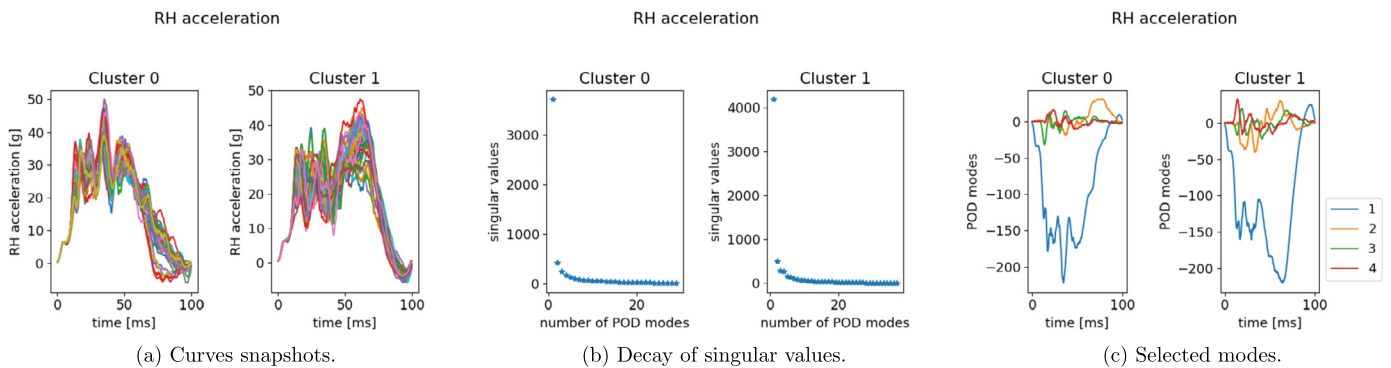 RH acceleration
Cluster 0
Cluster 1
RH acceleration [g]
50
40
30
20
10
0
0
50
100
time [ms]
RH acceleration [g]
50
40
30
20
10
0
0
50
100
time [ms]
(a) Curves snapshots.
RH acceleration
Cluster 0
Cluster 1
singular values
3000
2000
1000
0
0
20
number of POD modes
singular values
4000
3000
2000
1000
0
0
20
number of POD modes
(b) Decay of singular values.
RH acceleration
Cluster 0
Cluster 1
POD modes
0
−50
−100
−150
−200
0
100
time [ms]
POD modes
0
−50
−100
−150
−200
0
100
time [ms]
1
2
3
4
(c) Selected modes.